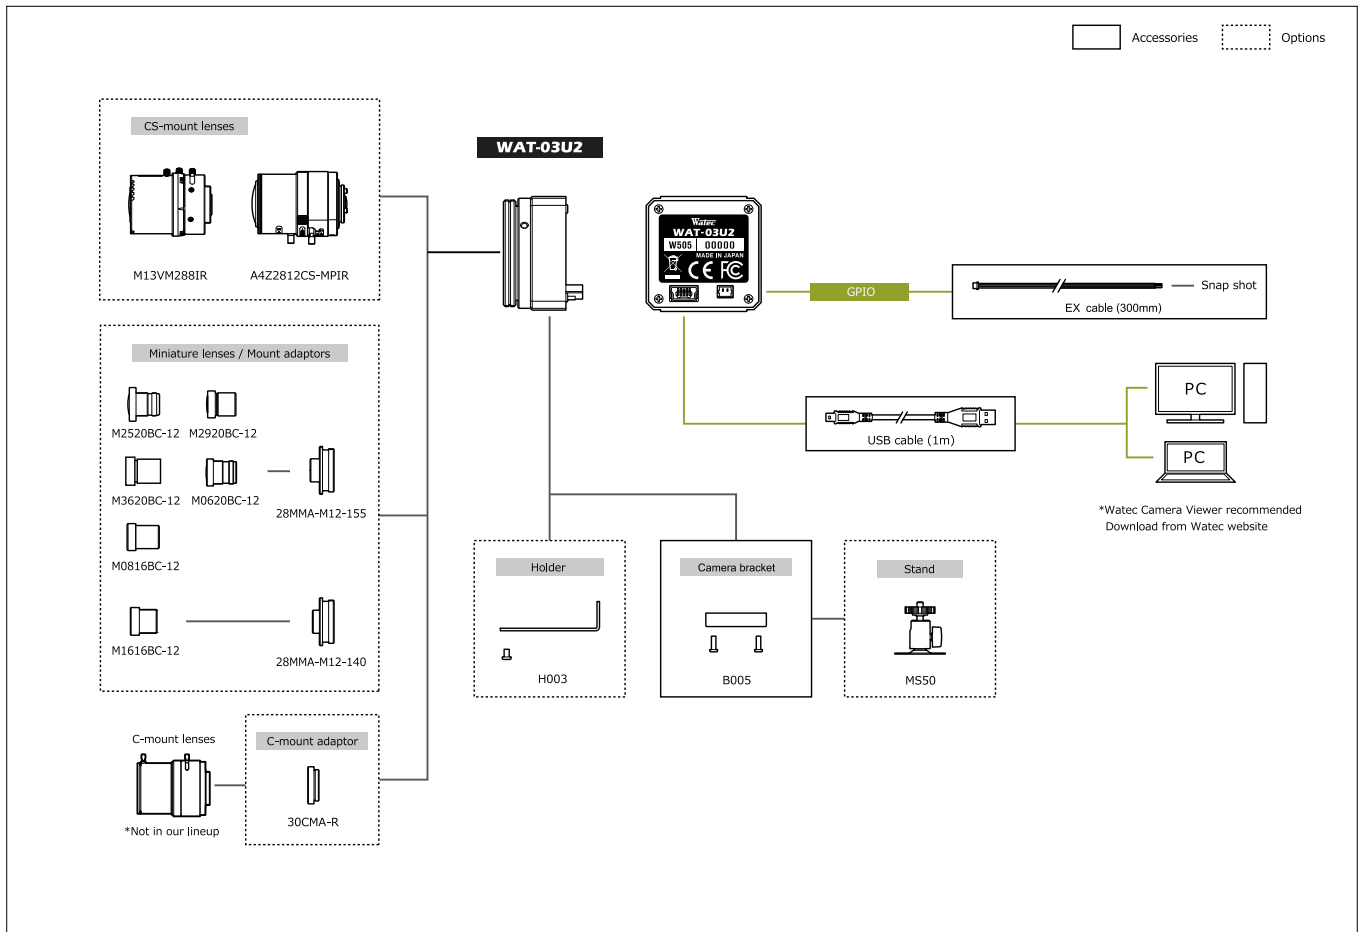 Accessories
Options
CS-mount lenses
M13VM288IR
A4Z2812CS-MPIR
WAT-03U2
Watec
WAT-03U2
W505 00000
MADE IN JAPAN
CE FC
GPIO
Snap shot
EX cable (300mm)
Miniature lenses / Mount adaptors
M2520BC-12
M2920BC-12
M3620BC-12
M0620BC-12
28MMA-M12-155
M0816BC-12
M1616BC-12
28MMA-M12-140
USB cable (1m)
PC
PC
*Watec Camera Viewer recommended
Download from Watec website
Holder
H003
Camera bracket
B005
Stand
MS50
C-mount lenses
*Not in our lineup
C-mount adaptor
30CMA-R